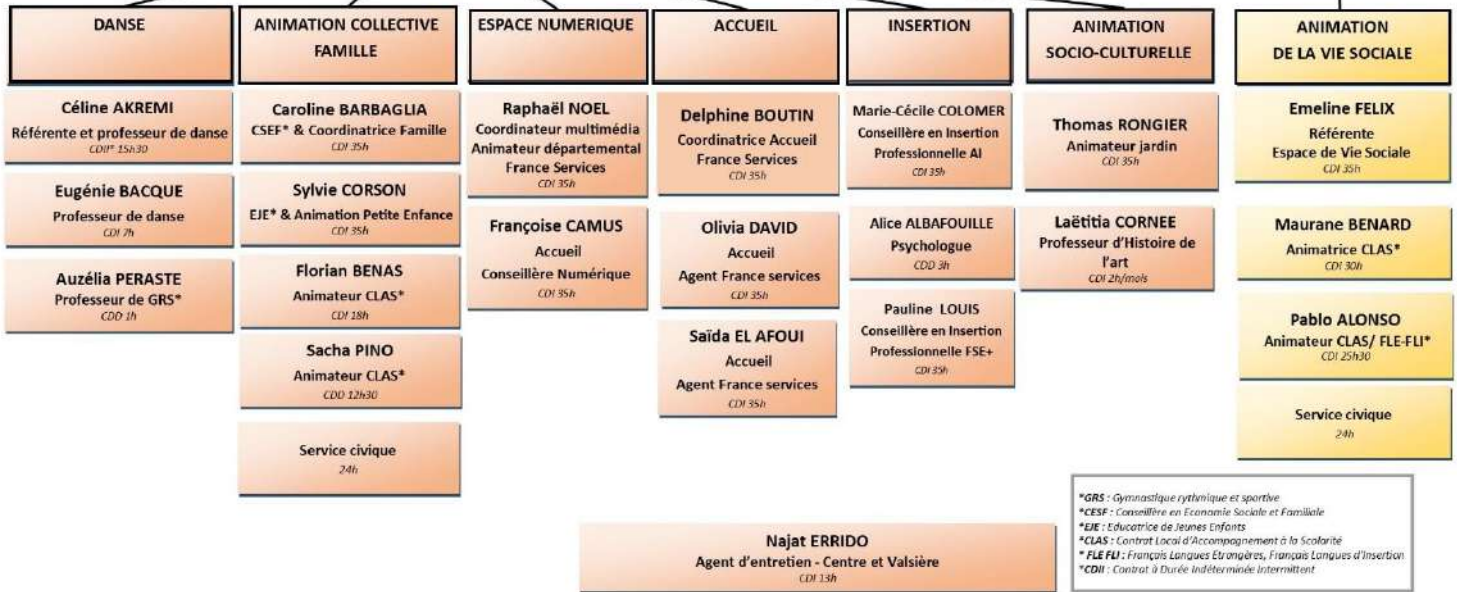 DANSE
Céline AKREMI
Référente et professeur de danse
CDII* 15h30
Eugénie BACQUE
Professeur de danse
CDI 7h
Auzélia PERASTE
Professeur de GRS*
CDD 1h
ANIMATION COLLECTIVE
FAMILLE
Caroline BARBAGLIA
CSEF* & Coordinatrice Famille
CDI 35h
Sylvie CORSON
EJE* & Animation Petite Enfance
CDI 35h
Florian BENAS
Animateur CLAS*
CDI 18h
Sacha PINO
Animateur CLAS*
CDD 12h30
Service civique
24h
ESPACE NUMERIQUE
Raphaël NOEL
Coordinateur multimédia
Animateur départemental
France Services
CDI 35h
Françoise CAMUS
Accueil
Conseillère Numérique
CDI 35h
ACCUEIL
Delphine BOUTIN
Coordinatrice Accueil
France Services
CDI 35h
Olivia DAVID
Accueil
Agent France services
CDI 35h
Saïda EL AFOUI
Accueil
Agent France services
CDI 35h
INSERTION
Marie-Cécile COLOMER
Conseillère en Insertion
Professionnelle AI
CDI 35h
Alice ALBAFOUILLE
Psychologue
CDD 3h
Pauline LOUIS
Conseillère en Insertion
Professionnelle FSE+
CDI 35h
ANIMATION
SOCIO-CULTURELLE
Thomas RONGIER
Animateur jardin
CDI 35h
Laëtitia CORNEE
Professeur d'Histoire de
l'art
CDI 2h/mois
ANIMATION
DE LA VIE SOCIALE
Emeline FELIX
Référente
Espace de Vie Sociale
CDI 35h
Maurane BENARD
Animatrice CLAS*
CDI 30h
Pablo ALONSO
Animateur CLAS/ FLE-FLI*
CDI 25h30
Service civique
24h
Najat ERRIDO
Agent d'entretien - Centre et Valsière
CDI 13h
*GRS : Gymnastique rythmique et sportive
*CESF : Conseillère en Economie Sociale et Familiale
*EJE : Educatrice de Jeunes Enfants
*CLAS : Contrat Local d'Accompagnement à la Scolarité
* FLE FLI : Français Langues Etrangères, Français Langues d'Insertion
*CDII : Contrat à Durée Indéterminée Intermittent